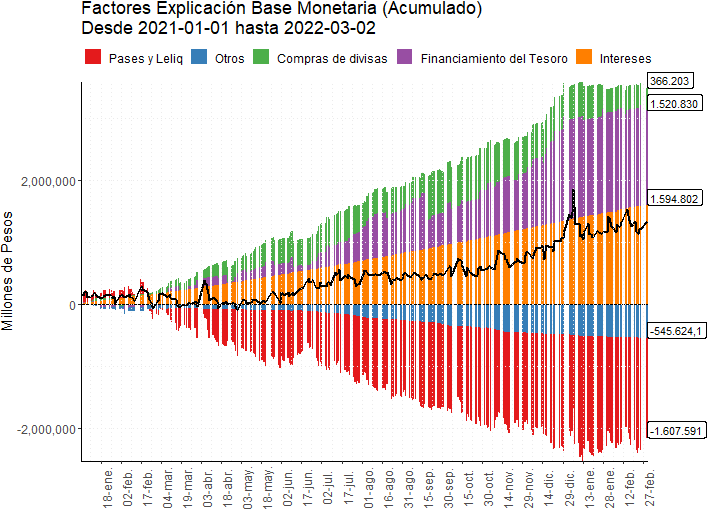 Factores Explicación Base Monetaria (Acumulado)
Desde 2021-01-01 hasta 2022-03-02
Pases y Leliq
Otros
Compras de divisas
Financiamiento del Tesoro
Intereses
Millones de Pesos
2,000,000
0
-2,000,000
366.203
1.520.830
1.594.802
-545.624,1
-1.607.591
18-ene.
02-feb.
17-feb.
04-mar.
19-mar.
03-abr.
18-abr.
03-may.
18-may.
02-jun.
17-jun.
02-jul.
17-jul.
01-ago.
16-ago.
31-ago.
15-sep.
30-sep.
15-oct.
30-oct.
14-nov.
29-nov.
14-dic.
29-dic.
13-ene.
28-ene.
12-feb.
27-feb.